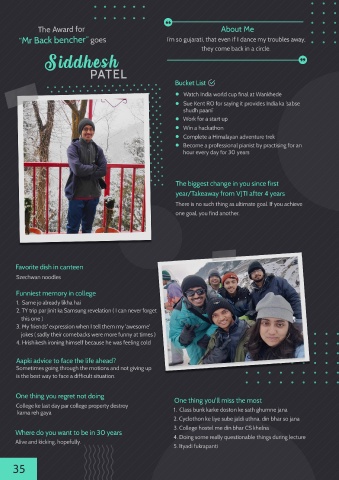 The Award for
"Mr Back bencher" goes
Siddhesh
PATEL
About Me
I'm so gujarati, that even if I dance my troubles away,
they come back in a circle.
Bucket List
Watch India world cup final at Wankhede
Sue Kent RO for saying it provides India ka 'sabse
shudh paani'
Work for a start up
Win a hackathon
Complete a Himalayan adventure trek
Become a professional pianist by practising for an
hour every day for 30 years
The biggest change in you since first
year/Takeaway from VJTI after 4 years
There is no such thing as ultimate goal. If you achieve
one goal, you find another.
Favorite dish in canteen
Szechwan noodles
Funniest memory in college
1. Same jo already likha hai
2. TY trip par Jinit ka Samsung revelation ( I can never forget
this one )
3. My friends' expression when I tell them my 'awesome'
jokes ( sadly their comebacks were more funny at times )
4. Hrishikesh ironing himself because he was feeling cold
Aapki advice to face the life ahead?
Sometimes going through the motions and not giving up
is the best way to face a difficult situation
One thing you regret not doing
College ke last day par college property destroy
karna reh gaya
Where do you want to be in 30 years
Alive and kicking, hopefully
One thing you'll miss the most
1. Class bunk karke doston ke sath ghumne jana
2. Cyclothon ke liye sube jaldi uthna, din bhar so jana
3. College hostel me din bhar CS khelna
4. Doing some really questionable things during lecture
5. Riyadi fukkapanti
35